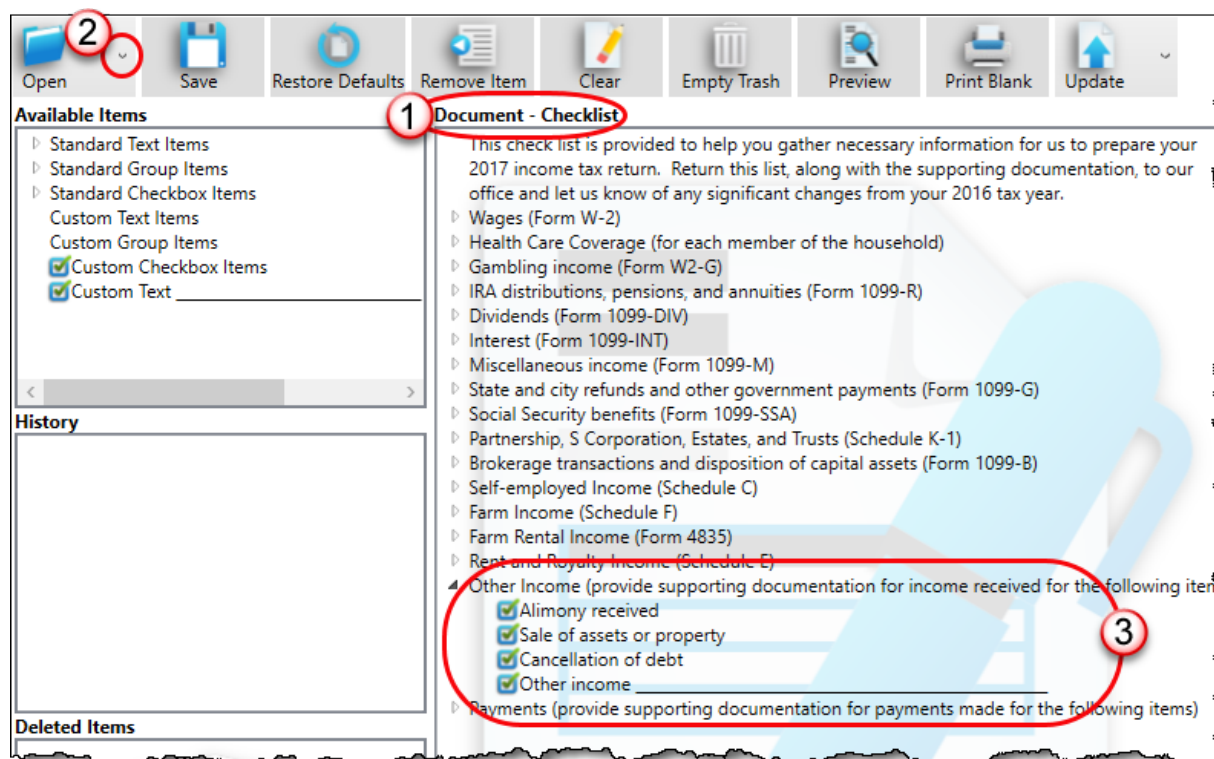 2
Open
Save
Restore Defaults
Remove Item
Clear
Empty Trash
Preview
Print Blank
Update
Available Items
1
Document - Checklist
Standard Text Items
Standard Group Items
Standard Checkbox Items
Custom Text Items
Custom Group Items
Custom Checkbox Items
Custom Text
History
Deleted Items
This check list is provided to help you gather necessary information for us to prepare your
2017 income tax return. Return this list, along with the supporting documentation, to our
office and let us know of any significant changes from your 2016 tax year.
Wages (Form W-2)
Health Care Coverage (for each member of the household)
Gambling income (Form W2-G)
IRA distributions, pensions, and annuities (Form 1099-R)
Dividends (Form 1099-DIV)
Interest (Form 1099-INT)
Miscellaneous income (Form 1099-M)
State and city refunds and other government payments (Form 1099-G)
Social Security benefits (Form 1099-SSA)
Partnership, S Corporation, Estates, and Trusts (Schedule K-1)
Brokerage transactions and disposition of capital assets (Form 1099-B)
Self-employed Income (Schedule C)
Farm Income (Schedule F)
Farm Rental Income (Form 4835)
Rent and Royalty Income (Schedule E)
Other Income (provide supporting documentation for income received for the following
Alimony received
Sale of assets or property
Cancellation of debt
Other income
3
Payments (provide supporting documentation for payments made for the following items)